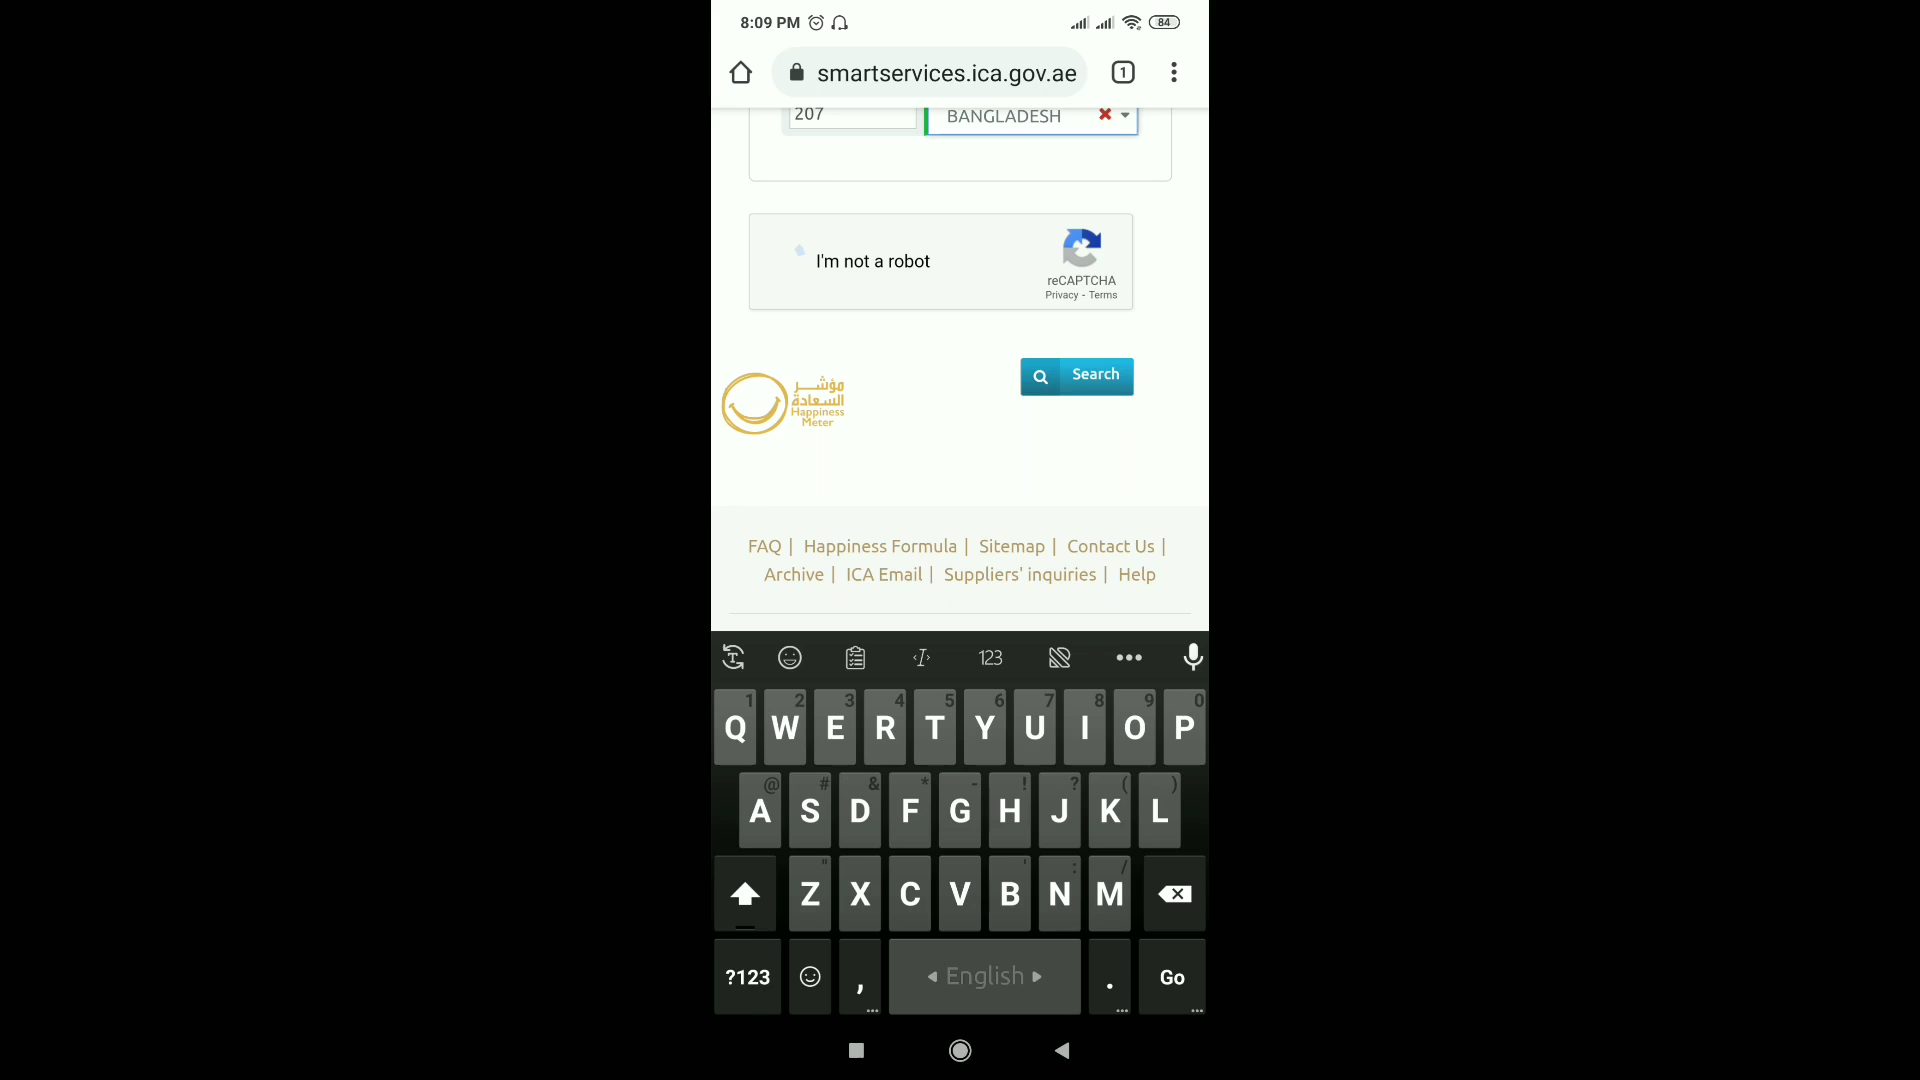 8:09 PM 84
smartservices.ica.gov.ae 1
207 BANGLADESH
I'm not a robot
reCAPTCHA
Privacy - Terms
Search
مؤشر
السعادة
Happiness
Meter
FAQ | Happiness Formula | Sitemap | Contact Us |
Archive | ICA Email | Suppliers' inquiries | Help
123
1 2 3 4 5 6 7 8 9 0
Q W E R T Y U I O P
@ # & * - ! ? ( )
A S D F G H J K L
" ' : /
Z X C V B N M
?123 , English . Go